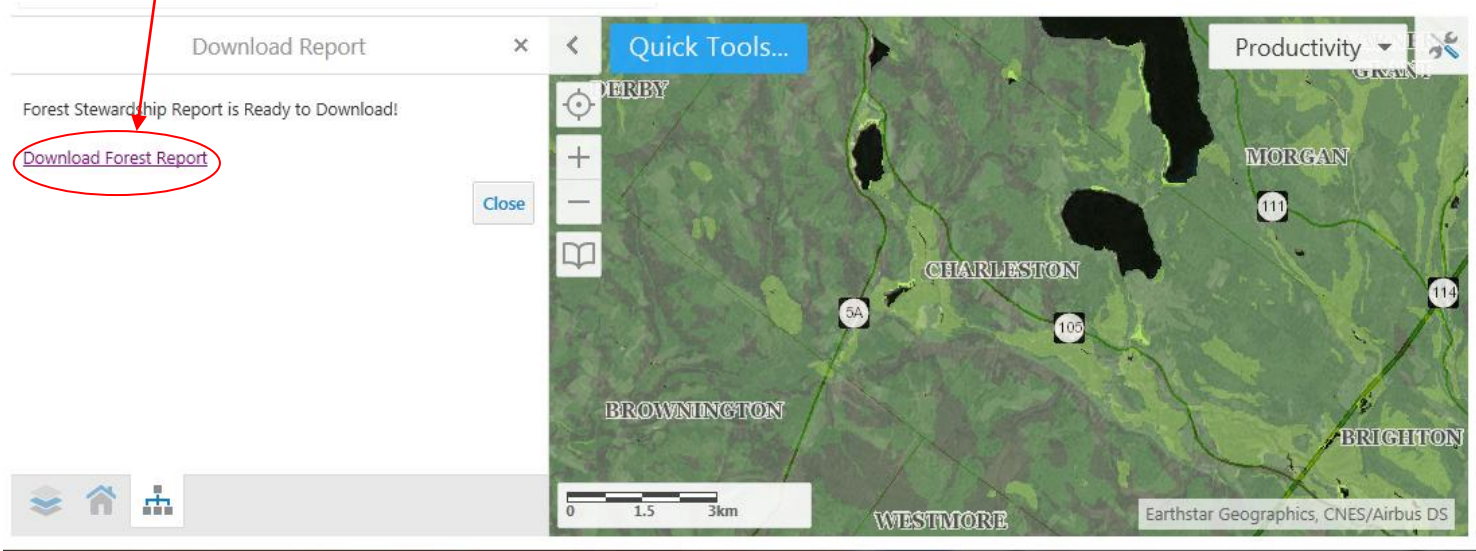 Download Report ×
Forest Stewardship Report is Ready to Download!
Download Forest Report
Close
Quick Tools...
Productivity
DERBY
GRANT
MORGAN
111
CHARLESTON
114
5A
105
BROWNINGTON
BRIGHTON
0 1.5 3km
WESTMORE
Earthstar Geographics, CNES/Airbus DS